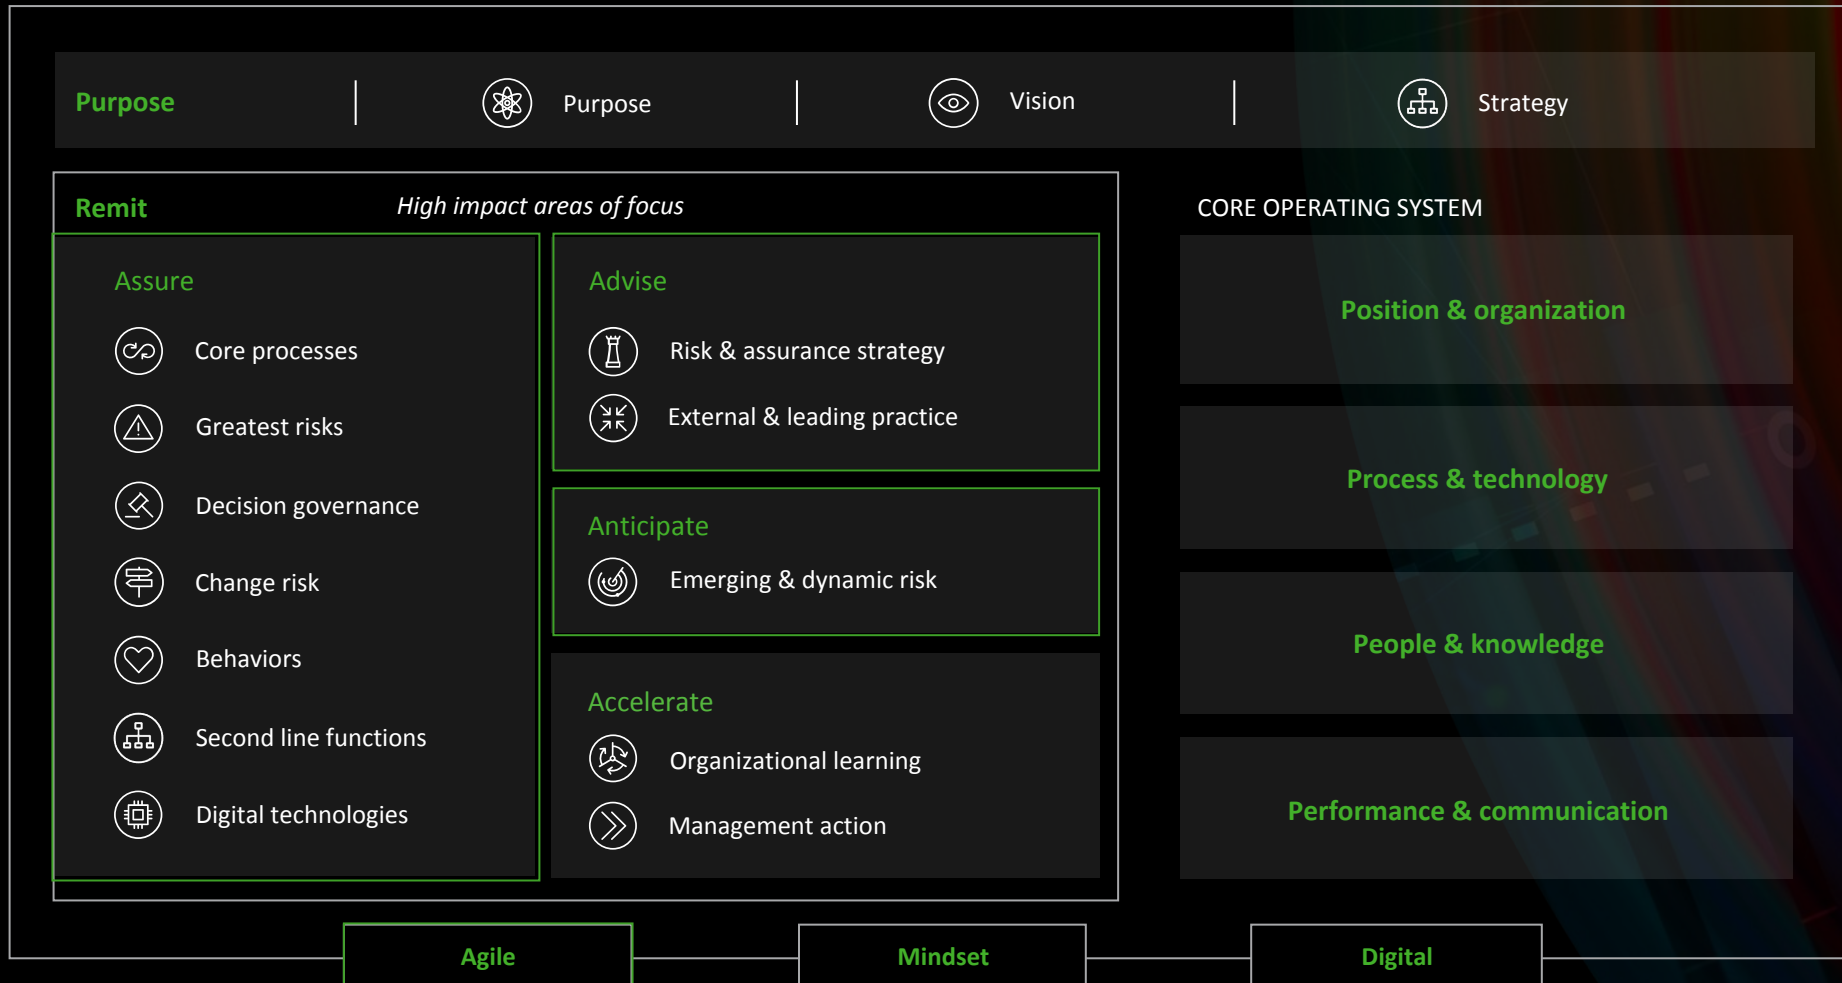 Purpose
Purpose
Vision
Strategy
Remit
High impact areas of focus
Assure
Core processes
Greatest risks
Decision governance
Change risk
Behaviors
Second line functions
Digital technologies
Advise
Risk & assurance strategy
External & leading practice
Anticipate
Emerging & dynamic risk
Accelerate
Organizational learning
Management action
CORE OPERATING SYSTEM
Position & organization
Process & technology
People & knowledge
Performance & communication
Agile
Mindset
Digital